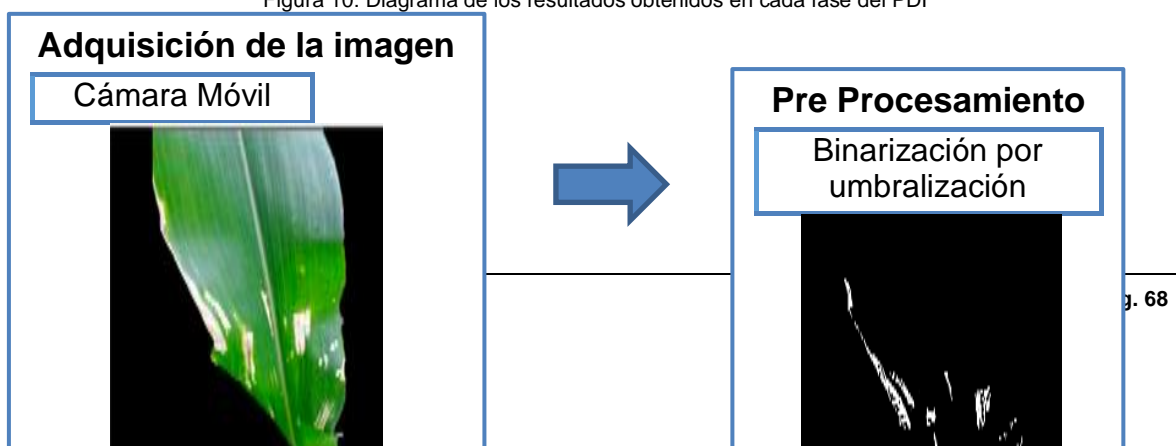 Figura 10. Diagrama de los resultados obtenidos en cada fase del PDI
Adquisición de la imagen
Cámara Móvil
Pre Procesamiento
Binarización por
umbralización
g. 68